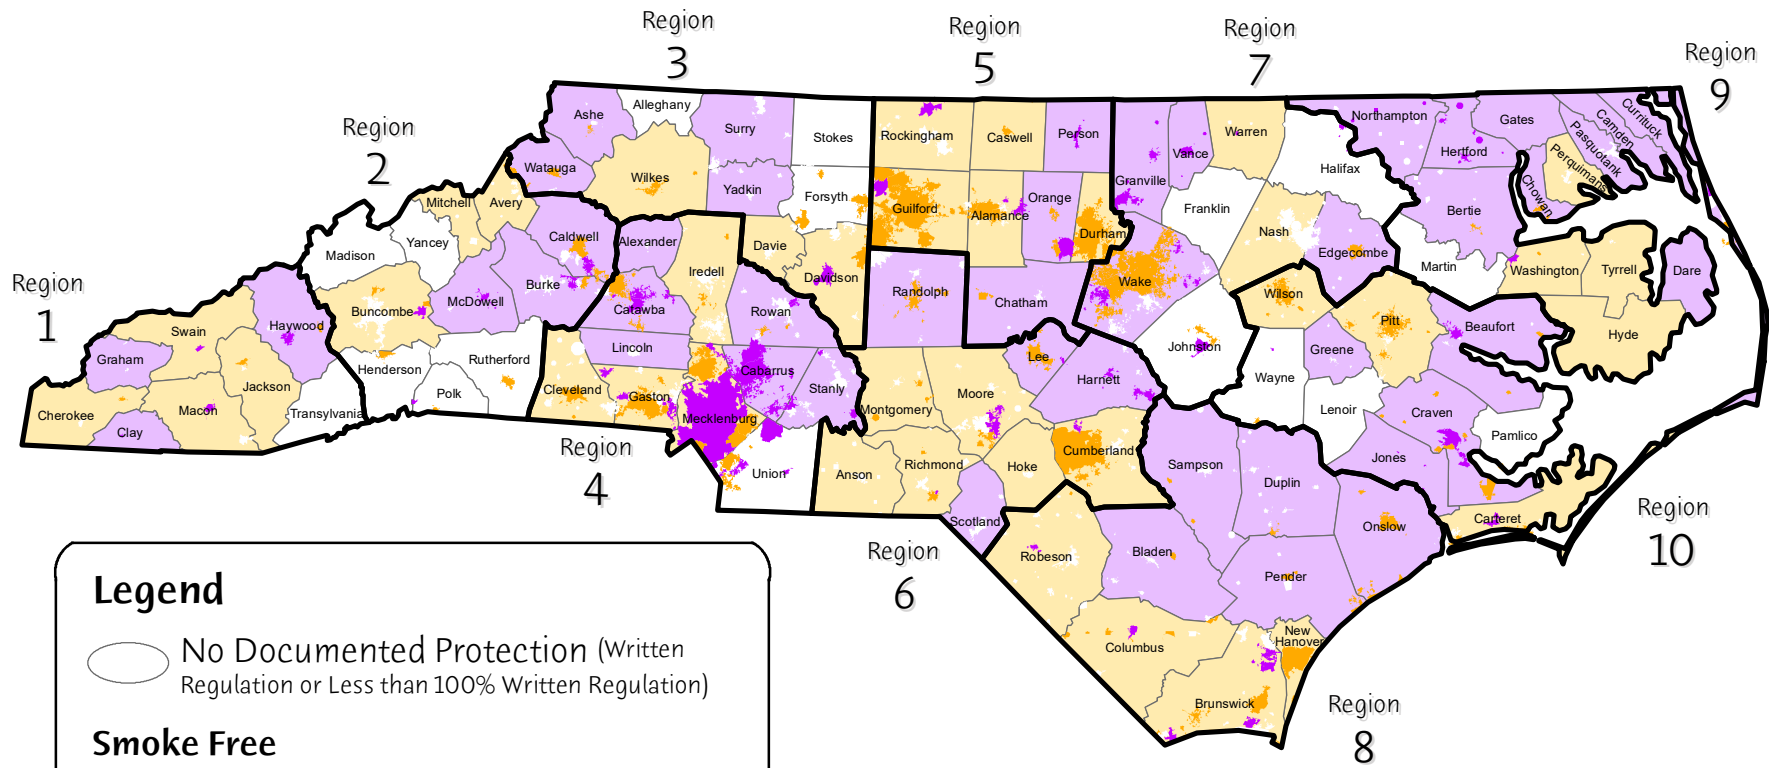 Region
3
Region
5
Region
7
Region
9
Region
2
Region
1
Region
4
Region
6
Region
10
Region
8
Ashe
Alleghany
Surry
Stokes
Rockingham
Caswell
Person
Vance
Warren
Northampton
Gates
Currituck
Camden
Pasquotank
Perquimans
Hertford
Halifax
Watauga
Wilkes
Yadkin
Forsyth
Guilford
Alamance
Orange
Durham
Granville
Franklin
Bertie
Chowan
Mitchell
Avery
Caldwell
Alexander
Davie
Davidson
Iredell
Nash
Edgecombe
Martin
Washington
Tyrrell
Dare
Madison
Yancey
Buncombe
McDowell
Burke
Catawba
Rowan
Randolph
Chatham
Wake
Wilson
Pitt
Beaufort
Hyde
Swain
Haywood
Graham
Jackson
Henderson
Rutherford
Polk
Lincoln
Cleveland
Gaston
Cabarrus
Stanly
Mecklenburg
Montgomery
Moore
Lee
Harnett
Johnston
Greene
Wayne
Lenoir
Craven
Pamlico
Cherokee
Macon
Clay
Transylvania
Union
Anson
Richmond
Hoke
Cumberland
Sampson
Duplin
Jones
Onslow
Carteret
Scotland
Robeson
Bladen
Pender
Columbus
New
Hanover
Brunswick
Legend
No Documented Protection (Written
Regulation or Less than 100% Written Regulation)
Smoke Free